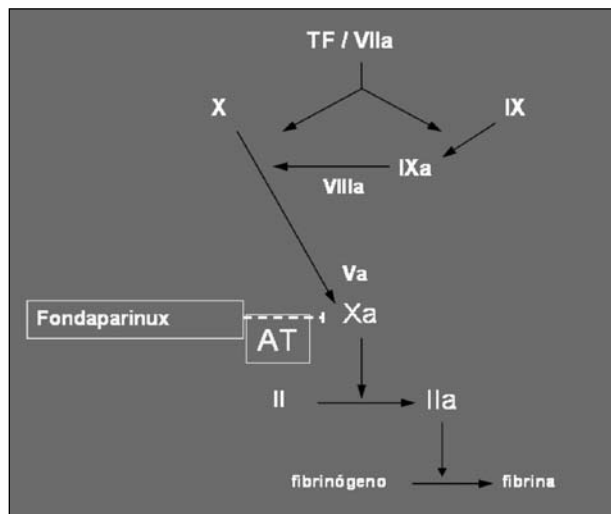 TF / VIIa
X
IX
IXa
VIIIa
Va
Fondaparinux
Xa
AT
II
IIa
fibrinógeno
fibrina